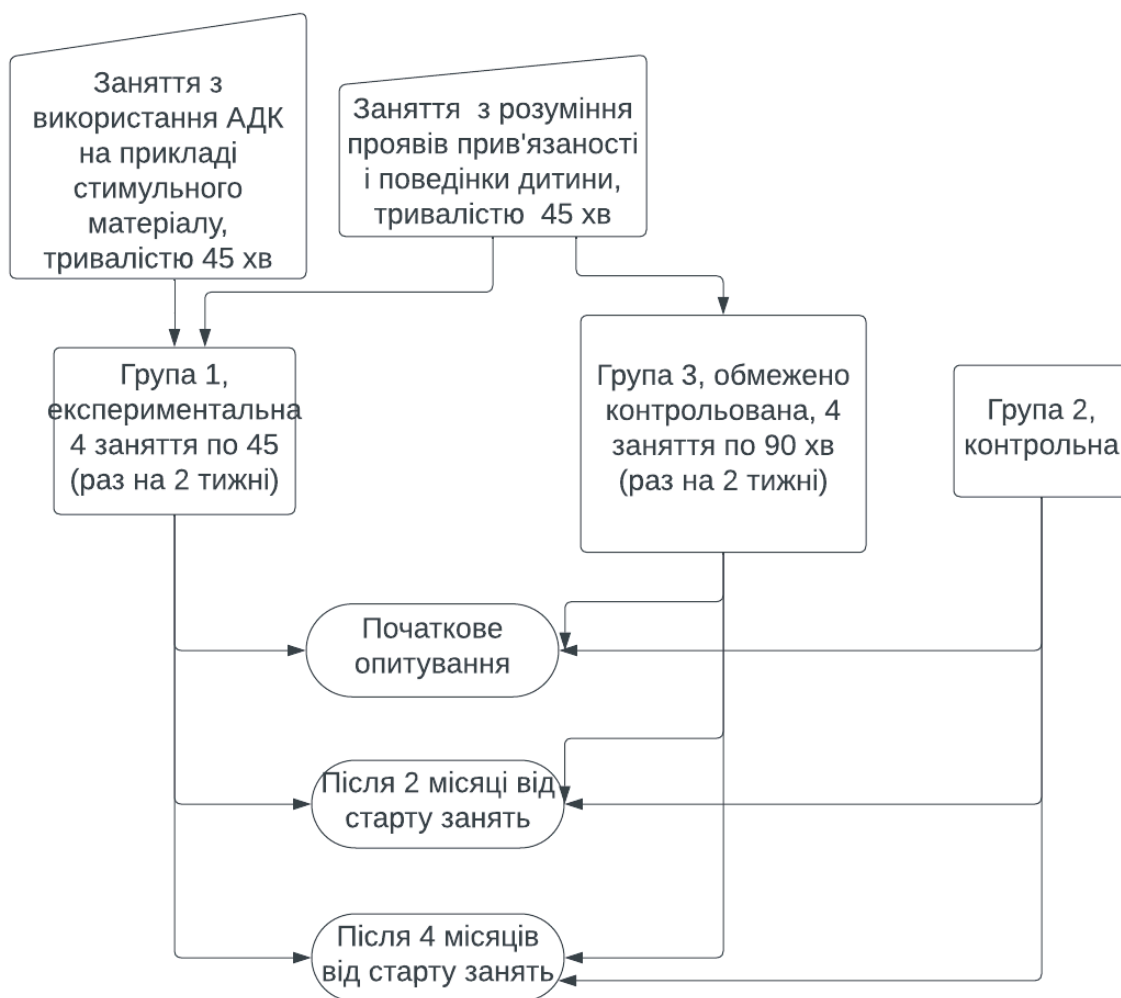 Заняття з
використання АДК
на прикладі
стимульного
матеріалу,
тривалістю 45 хв
Заняття з розуміння
проявів прив'язаності
і поведінки дитини,
тривалістю 45 хв
Група 1,
експериментальна
4 заняття по 45
(раз на 2 тижні)
Група 3, обмежено
контрольована, 4
заняття по 90 хв
(раз на 2 тижні)
Група 2,
контрольна
Початкове
опитування
Після 2 місяці від
старту занять
Після 4 місяців
від старту занять